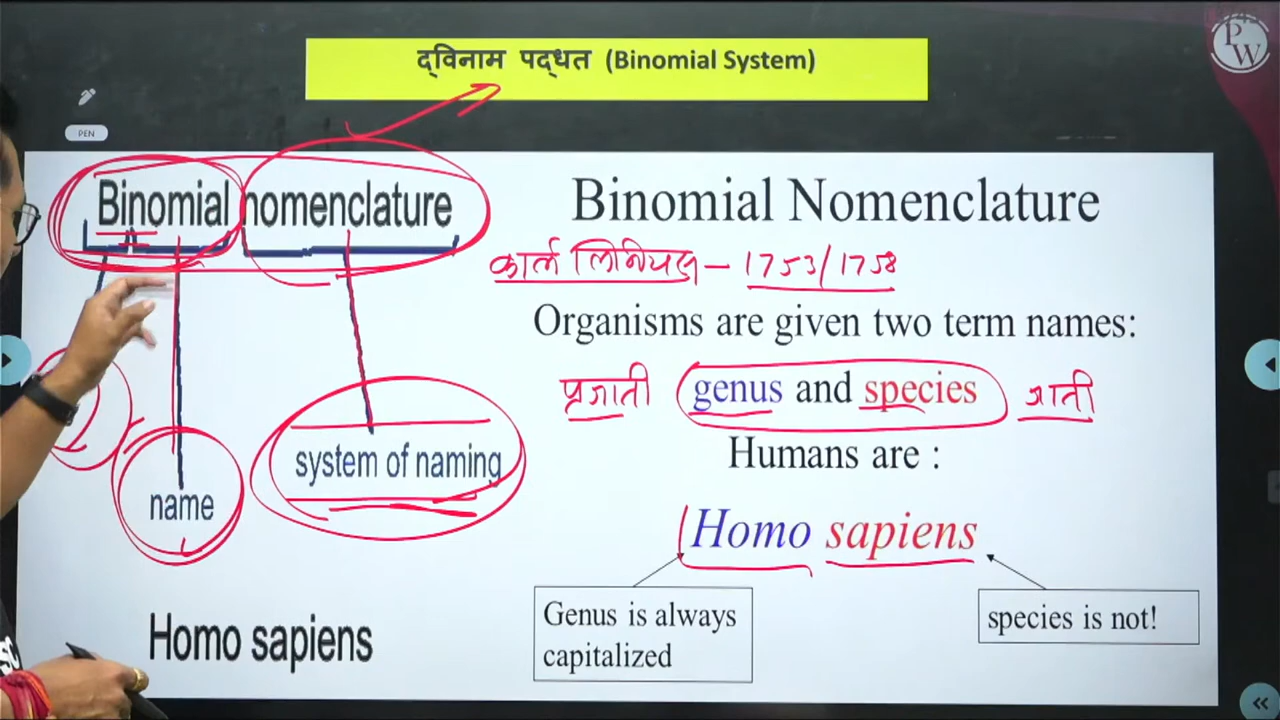 द्विनाम पद्धत (Binomial System)
PW
PEN
Binomial nomenclature
name
system of naming
Homo sapiens
Binomial Nomenclature
कार्ल लिनियस – 1753/1758
Organisms are given two term names:
प्रजाती genus and species जाती
Humans are :
Homo sapiens
Genus is always
capitalized
species is not!